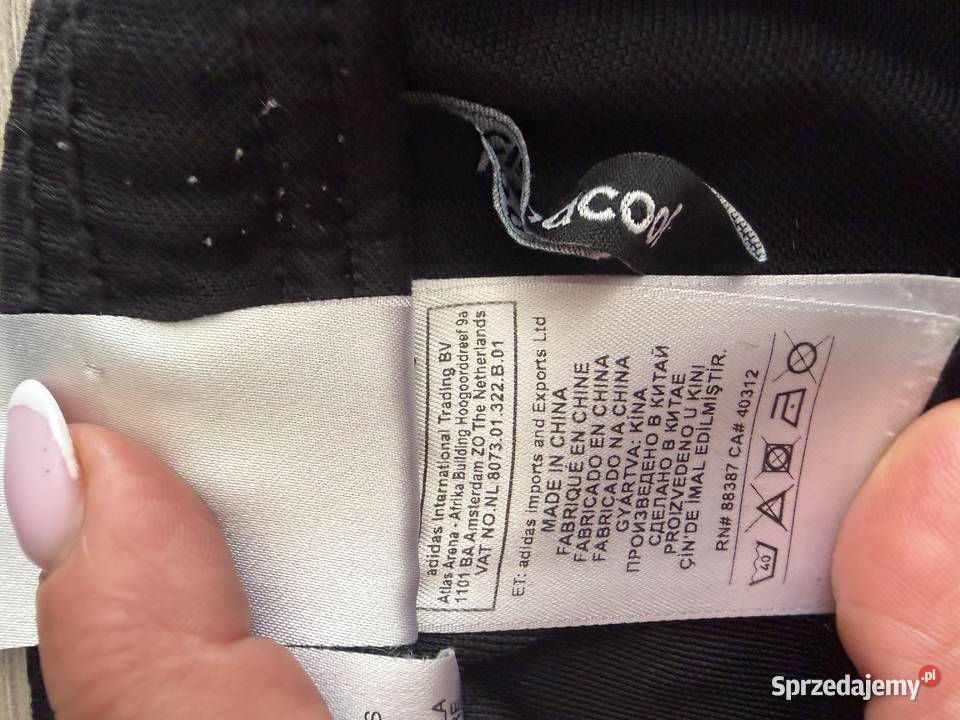 COO
adidas International Trading BV
Atlas Arena - Afrika Building Hoogoorddreef 9a
1101 BA Amsterdam ZO The Netherlands
VAT NO.NL 8073.01.322.B.01
ET: adidas Imports and Exports Ltd
MADE IN CHINA
FABRIQUÉ EN CHINE
FABRICADO EN CHINA
FABRICADO NA CHINA
GYÁRTVA: KÍNA
ПРОИЗВЕДЕНО В КИТАЙ
СДЕЛАНО В КИТАЕ
PROIZVEDENO U KINI
ÇİN'DE İMAL EDİLMİŞTİR.
RN# 88387 CA# 40312
40
Sprzedajemy.pl